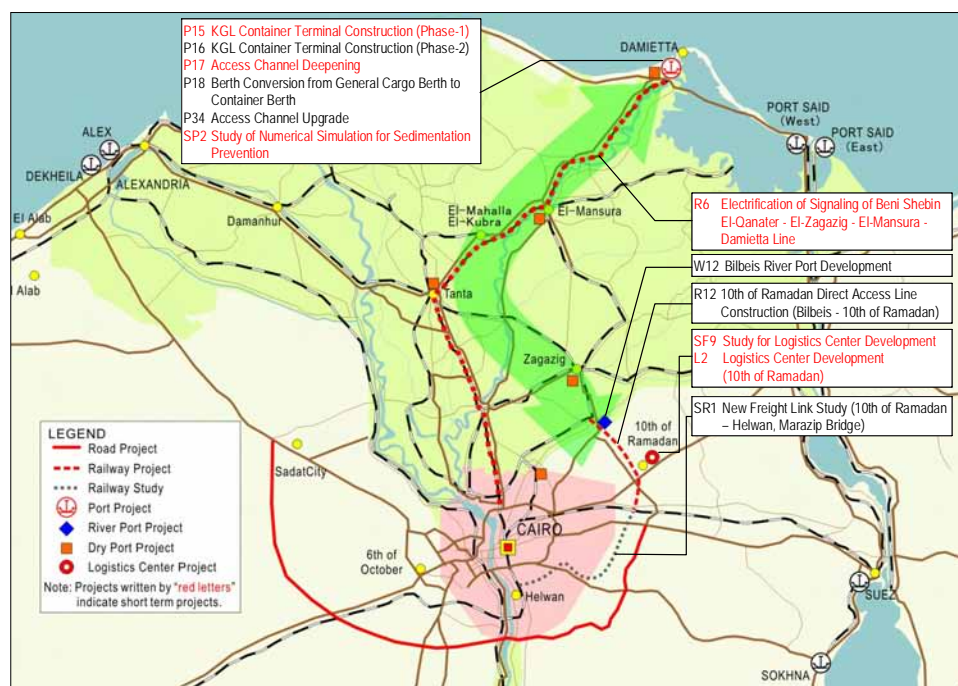 P15 KGL Container Terminal Construction (Phase-1)
P16 KGL Container Terminal Construction (Phase-2)
P17 Access Channel Deepening
P18 Berth Conversion from General Cargo Berth to
Container Berth
P34 Access Channel Upgrade
SP2 Study of Numerical Simulation for Sedimentation
Prevention
DAMIETTA
PORT SAID
(West)
PORT SAID
(East)
ALEX
DEKHEILA
ALEXANDRIA
El Alab
l Alab
Damanhur
El-Mahalla
El-Kubra
El-Mansura
R6 Electrification of Signaling of Beni Shebin
El-Qanater - El-Zagazig - El-Mansura -
Damietta Line
W12 Bilbeis River Port Development
R12 10th of Ramadan Direct Access Line
Construction (Bilbeis - 10th of Ramadan)
SF9 Study for Logistics Center Development
L2 Logistics Center Development
(10th of Ramadan)
SR1 New Freight Link Study (10th of Ramadan
– Helwan, Marazip Bridge)
Tanta
Zagazig
10th of
Ramadan
SadatCity
CAIRO
6th of
October
Helwan
SUEZ
SOKHNA
LEGEND
Road Project
Railway Project
Railway Study
Port Project
River Port Project
Dry Port Project
Logistics Center Project
Note: Projects written by "red letters"
indicate short term projects.